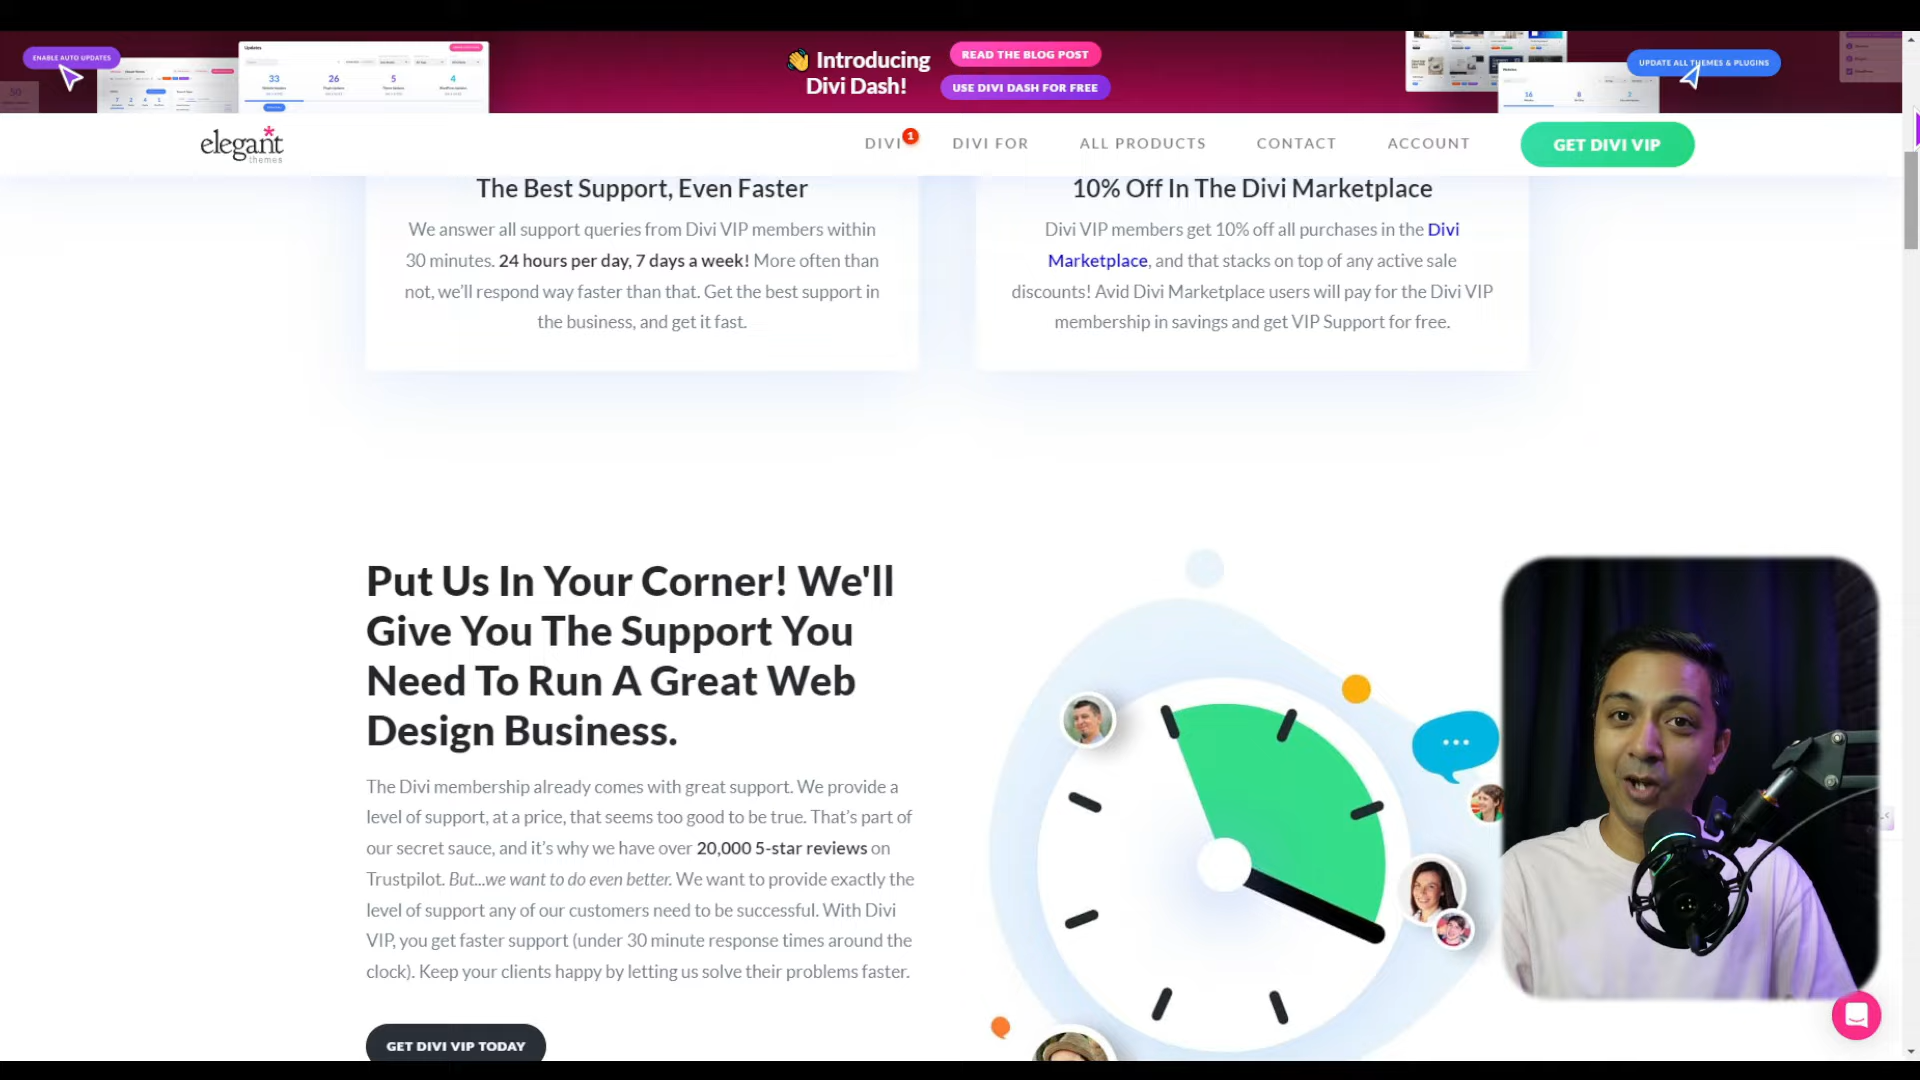 ENABLE AUTO UPDATES
Updates
33
26
5
4
👋 Introducing
Divi Dash!
READ THE BLOG POST
USE DIVI DASH FOR FREE
UPDATE ALL THEMES & PLUGINS
16
8
2
elegant
themes
DIVI 1
DIVI FOR
ALL PRODUCTS
CONTACT
ACCOUNT
GET DIVI VIP
The Best Support, Even Faster
We answer all support queries from Divi VIP members within
30 minutes. 24 hours per day, 7 days a week! More often than
not, we'll respond way faster than that. Get the best support in
the business, and get it fast.
10% Off In The Divi Marketplace
Divi VIP members get 10% off all purchases in the Divi
Marketplace, and that stacks on top of any active sale
discounts! Avid Divi Marketplace users will pay for the Divi VIP
membership in savings and get VIP Support for free.
Put Us In Your Corner! We'll
Give You The Support You
Need To Run A Great Web
Design Business.
The Divi membership already comes with great support. We provide a
level of support, at a price, that seems too good to be true. That's part of
our secret sauce, and it's why we have over 20,000 5-star reviews on
Trustpilot. But...we want to do even better. We want to provide exactly the
level of support any of our customers need to be successful. With Divi
VIP, you get faster support (under 30 minute response times around the
clock). Keep your clients happy by letting us solve their problems faster.
GET DIVI VIP TODAY